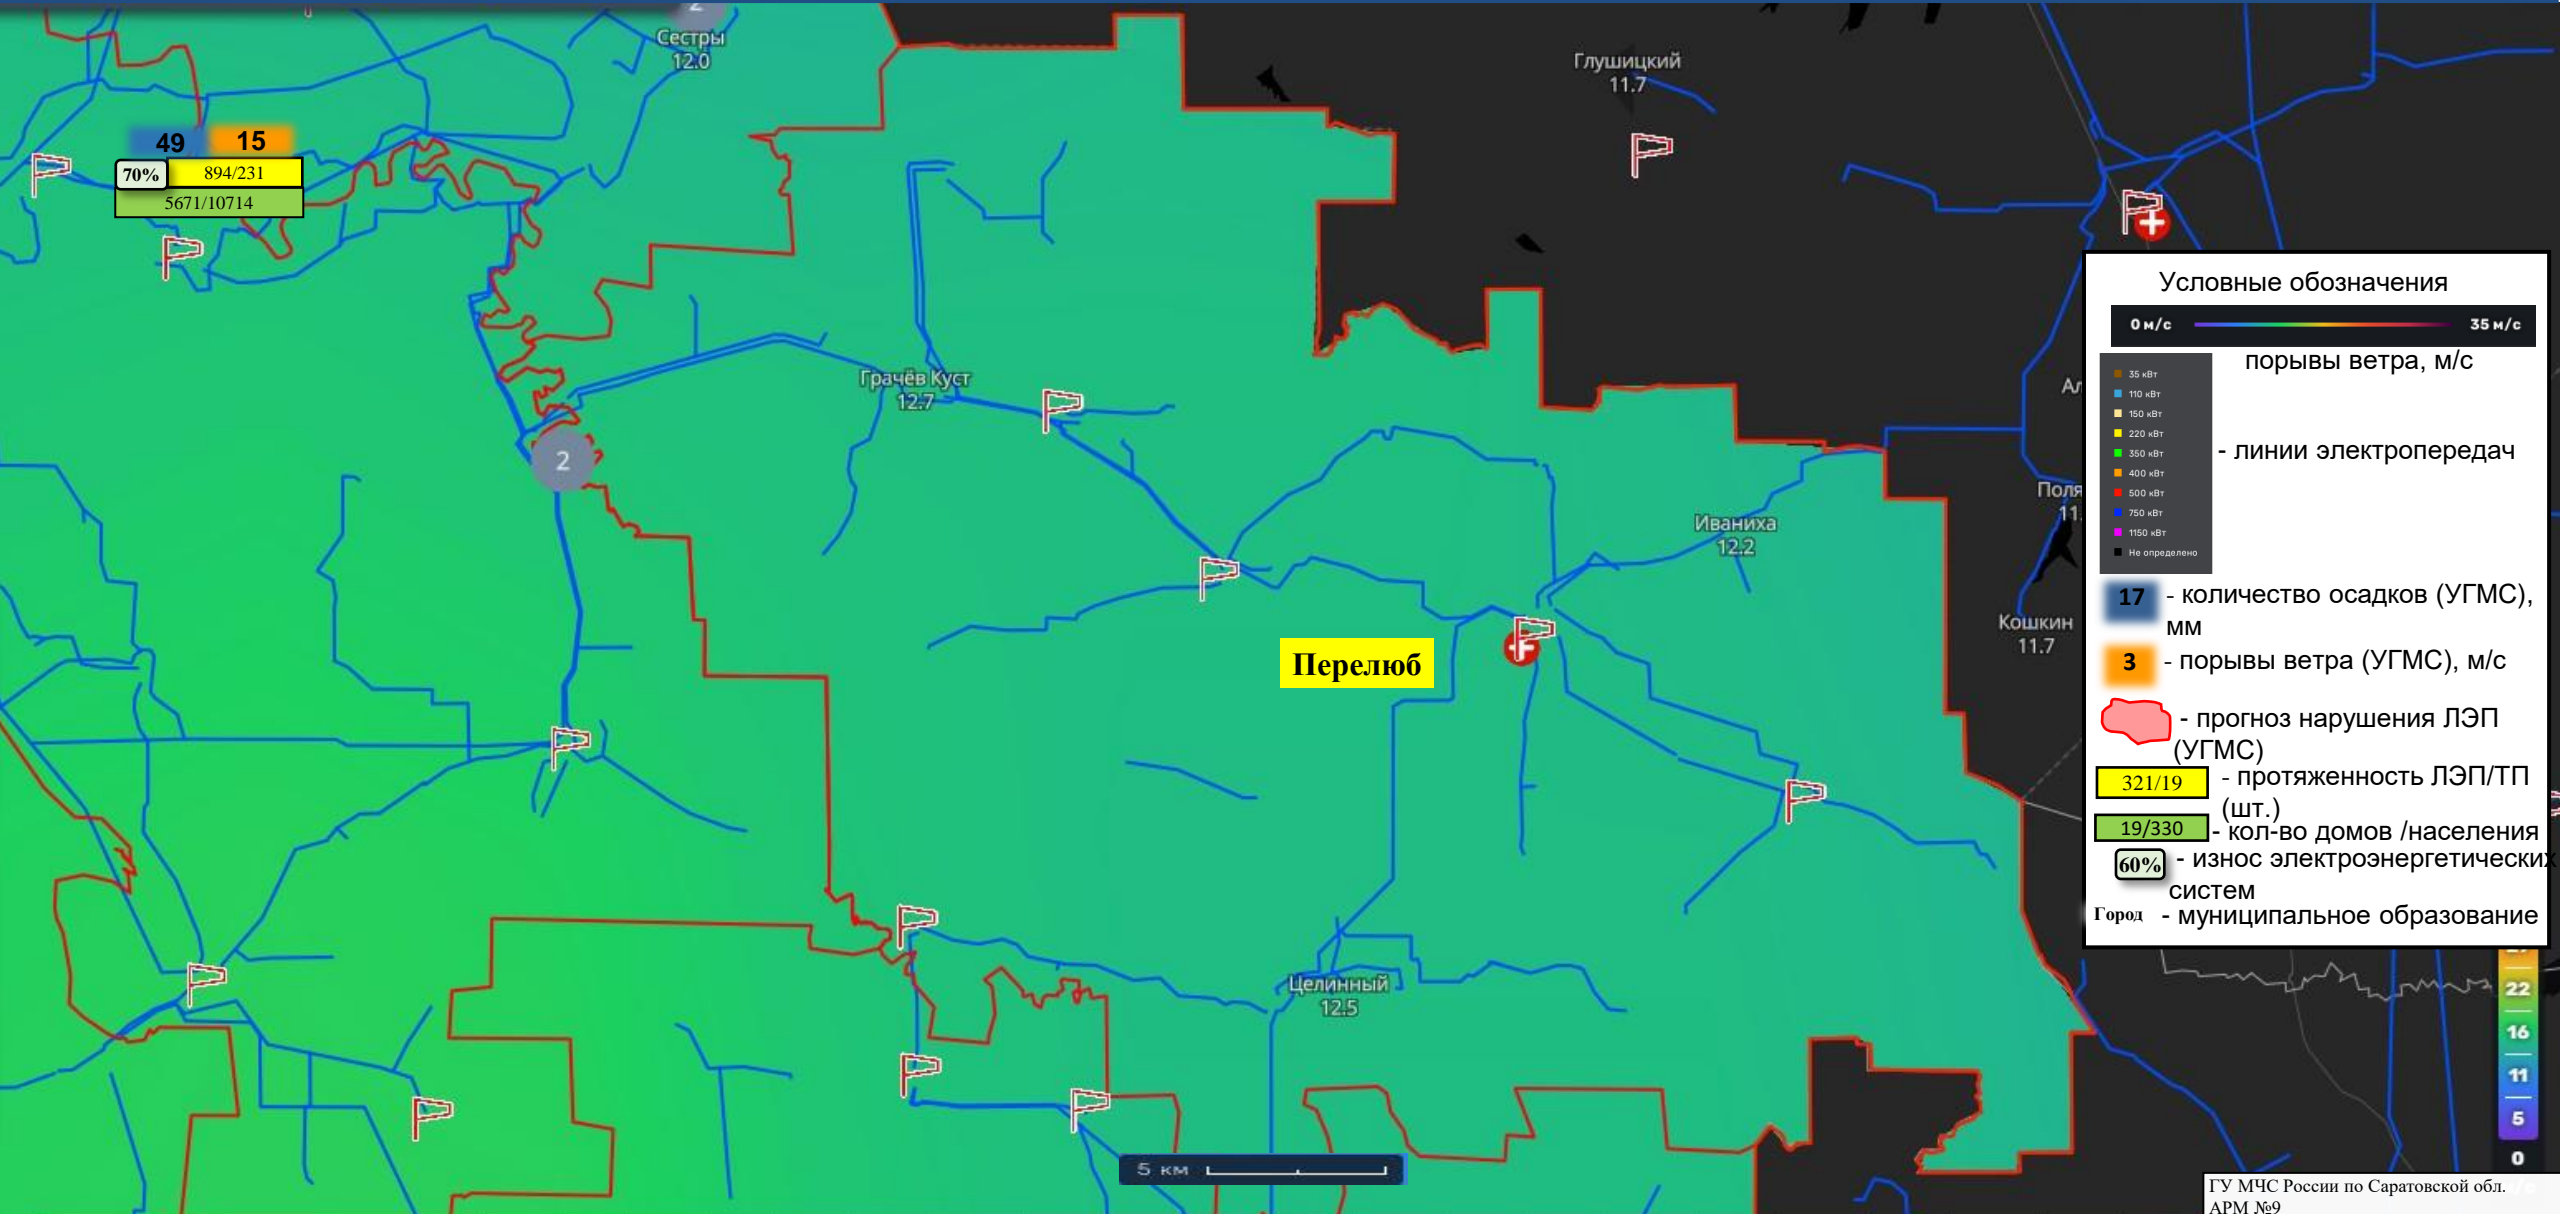 2
Сестры
12.0
Глушицкий
11.7
49
15
70%
894/231
5671/10714
Грачёв Куст
12.7
2
Иваниха
12.2
Поля
11.
Кошкин
11.7
Перелюб
Целинный
12.5
5 км
Условные обозначения
0 м/с
35 м/с
порывы ветра, м/с
35 кВт
110 кВт
150 кВт
220 кВт
350 кВт
400 кВт
500 кВт
750 кВт
1150 кВт
Не определено
- линии электропередач
17 - количество осадков (УГМС),
мм
3 - порывы ветра (УГМС), м/с
- прогноз нарушения ЛЭП
(УГМС)
321/19 - протяженность ЛЭП/ТП
(шт.)
19/330 - кол-во домов /населения
60% - износ электроэнергетических
систем
Город - муниципальное образование
22
16
11
5
0
ГУ МЧС России по Саратовской обл.
АРМ №9